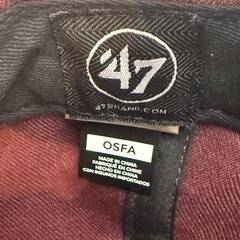 '47
47BRAND.COM
OSFA
MADE IN CHINA
FABRIQUÉ EN CHINE
HECHO EN CHINA
CON INSUMOS IMPORTADOS